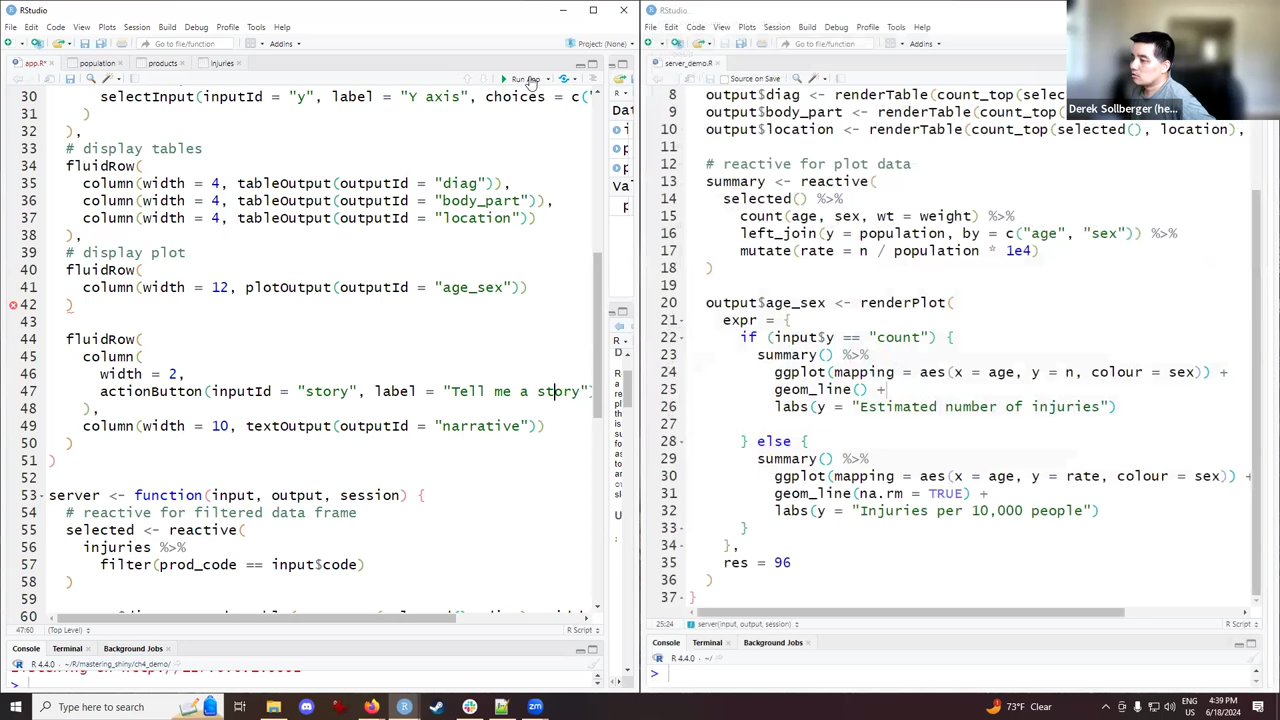 RStudio
RStudio...
File Edit Code View Plots Session Build Debug Profile Tools Help
Go to file/function
Addins
Project: (None)
app.R*
population
products
injuries
Run App
30 selectInput(inputId = "y", label = "Y axis", choices = c("
31 )
32 ),
33 # display tables
34 fluidRow(
35 column(width = 4, tableOutput(outputId = "diag")),
36 column(width = 4, tableOutput(outputId = "body_part")),
37 column(width = 4, tableOutput(outputId = "location"))
38 ),
39 # display plot
40 fluidRow(
41 column(width = 12, plotOutput(outputId = "age_sex"))
42 )
43
44 fluidRow(
45 column(
46 width = 2,
47 actionButton(inputId = "story", label = "Tell me a story")
48 ),
49 column(width = 10, textOutput(outputId = "narrative"))
50 )
51 )
52
53 server <- function(input, output, session) {
54 # reactive for filtered data frame
55 selected <- reactive(
56 injuries %>%
57 filter(prod_code == input$code)
58 )
60
47:60 (Top Level)
R Script
Console Terminal Background Jobs
R 4.4.0 · ~/R/mastering_shiny/ch4_demo/
>
File Edit Code View Plots Session Build Debug Profile Tools Help
Go to file/function
Addins
server_demo.R
Source on Save
8 output$diag <- renderTable(count_top(selec
9 output$body_part <- renderTable(count_top(
10 output$location <- renderTable(count_top(selected(), location),
11
12 # reactive for plot data
13 summary <- reactive(
14 selected() %>%
15 count(age, sex, wt = weight) %>%
16 left_join(y = population, by = c("age", "sex")) %>%
17 mutate(rate = n / population * 1e4)
18 )
19
20 output$age_sex <- renderPlot(
21 expr = {
22 if (input$y == "count") {
23 summary() %>%
24 ggplot(mapping = aes(x = age, y = n, colour = sex)) +
25 geom_line() +
26 labs(y = "Estimated number of injuries")
27
28 } else {
29 summary() %>%
30 ggplot(mapping = aes(x = age, y = rate, colour = sex)) +
31 geom_line(na.rm = TRUE) +
32 labs(y = "Injuries per 10,000 people")
33 }
34 },
35 res = 96
36 )
37 }
25:24 server(input, output, session)
R Script
Console Terminal Background Jobs
R 4.4.0 · ~/
>
Derek Sollberger (he...
Type here to search
73°F Clear
ENG
US
4:39 PM
6/18/2024